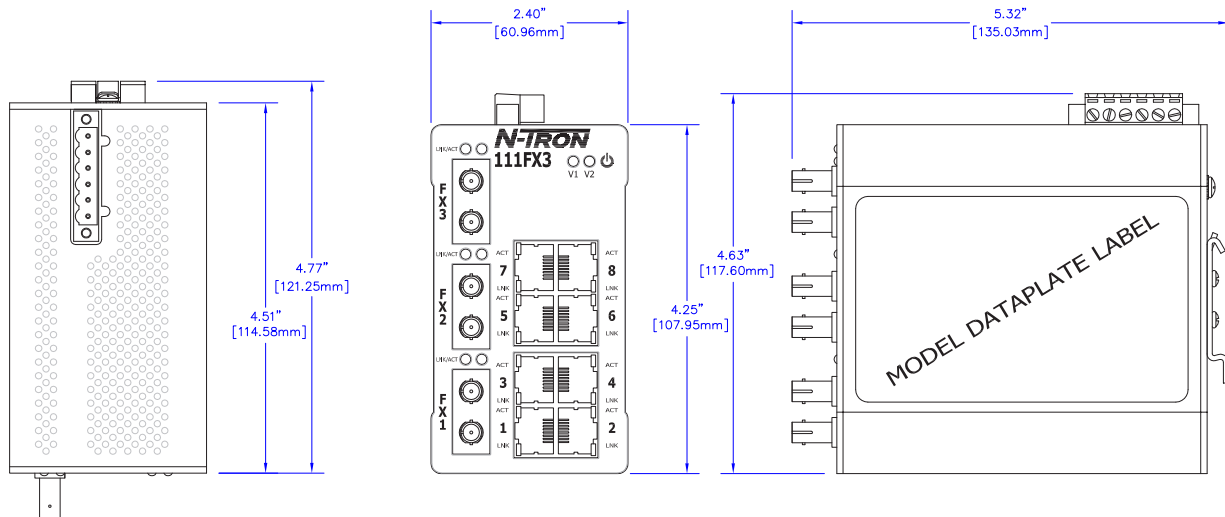 4.77”
[121.25mm]
4.51”
[114.58mm]
2.40”
[60.96mm]
N-TRON
111FX3
V1 V2
LNK/ACT
FX3
LNK/ACT
FX2
LNK/ACT
FX1
ACT
7
LNK
ACT
8
LNK
ACT
5
LNK
ACT
6
LNK
ACT
3
LNK
ACT
4
LNK
ACT
1
LNK
ACT
2
LNK
4.25”
[107.95mm]
5.32”
[135.03mm]
4.63”
[117.60mm]
MODEL DATAPLATE LABEL